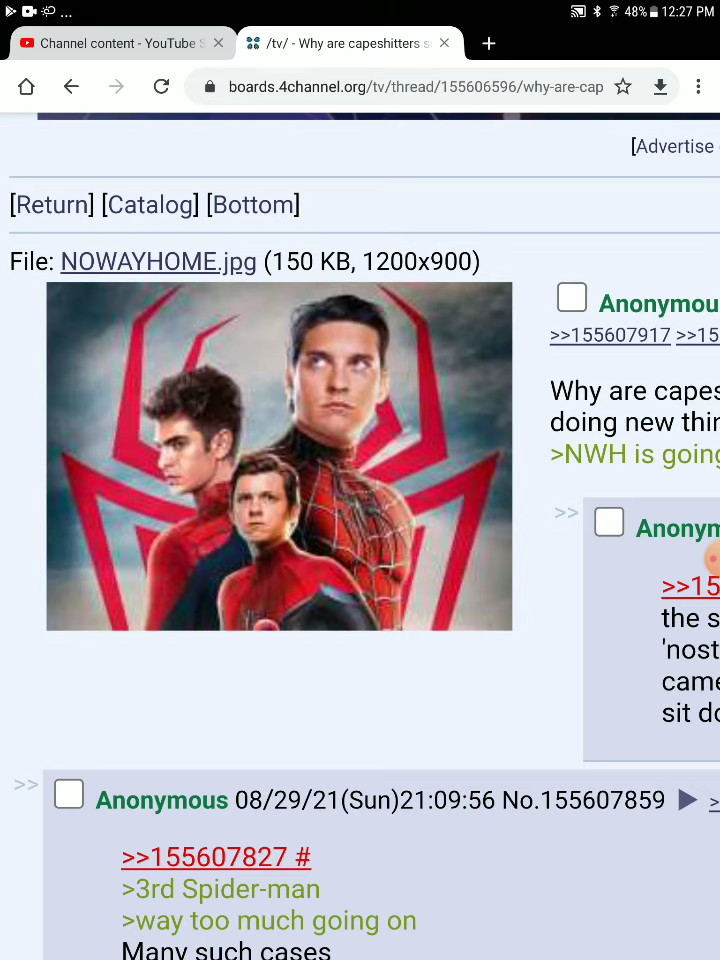 ... 48% 12:27 PM
Channel content - YouTube S
/tv/ - Why are capeshitters s
boards.4channel.org/tv/thread/155606596/why-are-cap
[Advertise
[Return] [Catalog] [Bottom]
File: NOWAYHOME.jpg (150 KB, 1200x900)
Anonymou
>>155607917 >>15
Why are capes
doing new thin
>NWH is going
>> Anonym
>>15
the s
'nost
came
sit do
>> Anonymous 08/29/21(Sun)21:09:56 No.155607859 ▶ >
>>155607827 #
>3rd Spider-man
>way too much going on
Many such cases